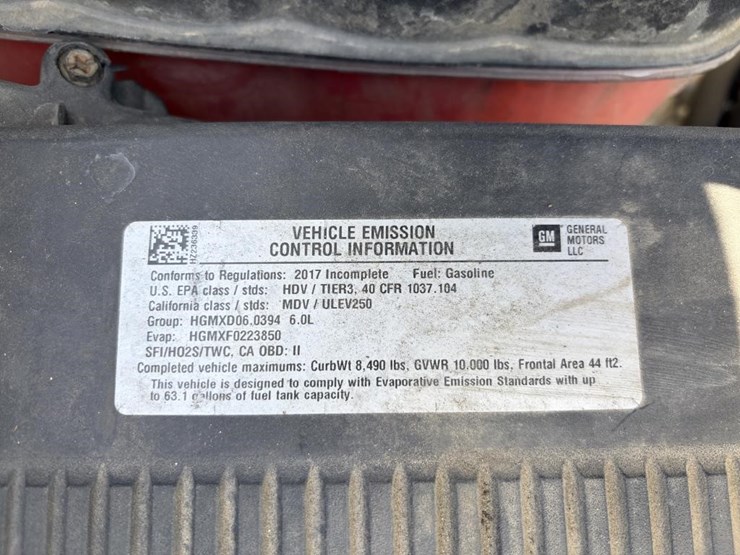 VEHICLE EMISSION
CONTROL INFORMATION
GM GENERAL
MOTORS
LLC
HZ236339
Conforms to Regulations: 2017 Incomplete Fuel: Gasoline
U.S. EPA class / stds: HDV / TIER3, 40 CFR 1037.104
California class / stds: MDV / ULEV250
Group: HGMXD06.0394 6.0L
Evap: HGMXF0223850
SFI/HO2S/TWC, CA OBD: II
Completed vehicle maximums: CurbWt 8,490 lbs, GVWR 10.000 lbs, Frontal Area 44 ft2.
This vehicle is designed to comply with Evaporative Emission Standards with up
to 63.1 gallons of fuel tank capacity.